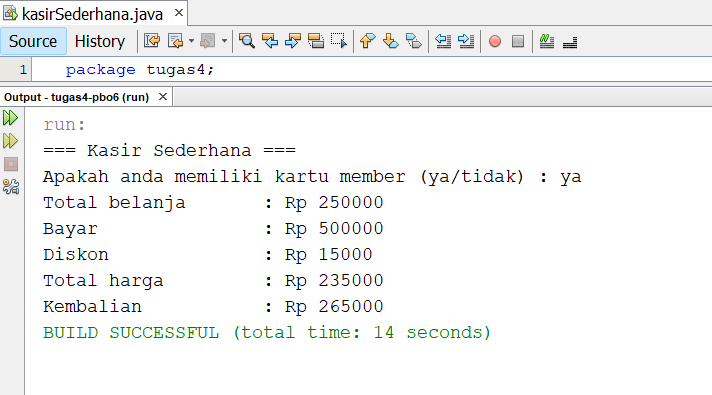 kasirSederhana.java ×
Source History
1 package tugas4;
Output - tugas4-pbo6 (run) ×
run:
=== Kasir Sederhana ===
Apakah anda memiliki kartu member (ya/tidak) : ya
Total belanja : Rp 250000
Bayar : Rp 500000
Diskon : Rp 15000
Total harga : Rp 235000
Kembalian : Rp 265000
BUILD SUCCESSFUL (total time: 14 seconds)